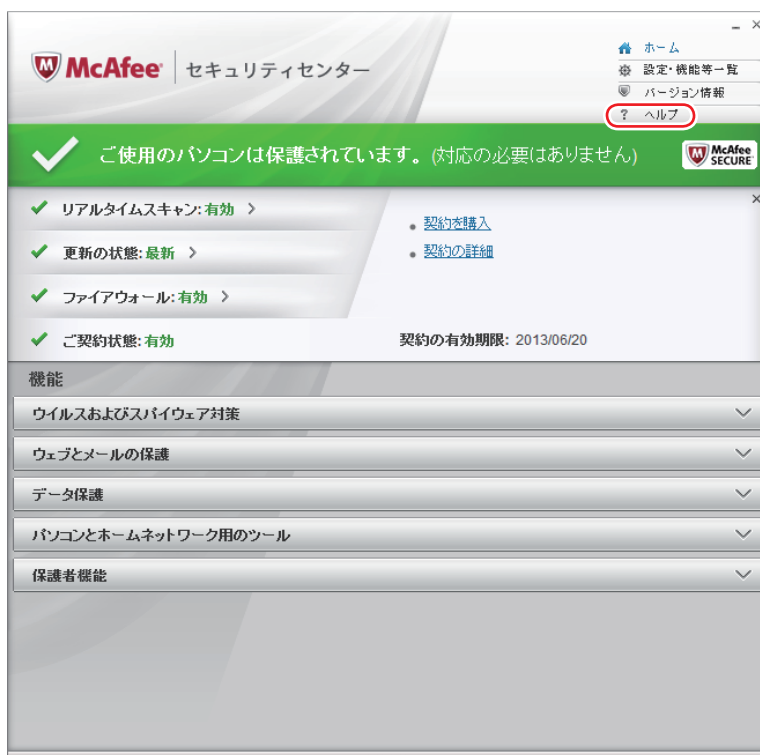 McAfee セキュリティセンター
ホーム
設定・機能等一覧
バージョン情報
? ヘルプ
ご使用のパソコンは保護されています。(対応の必要はありません)
McAfee
SECURE
リアルタイムスキャン:有効 >
更新の状態:最新 >
ファイアウォール:有効 >
ご契約状態:有効
• 契約を購入
• 契約の詳細
契約の有効期限: 2013/06/20
機能
ウイルスおよびスパイウェア対策
ウェブとメールの保護
データ保護
パソコンとホームネットワーク用のツール
保護者機能